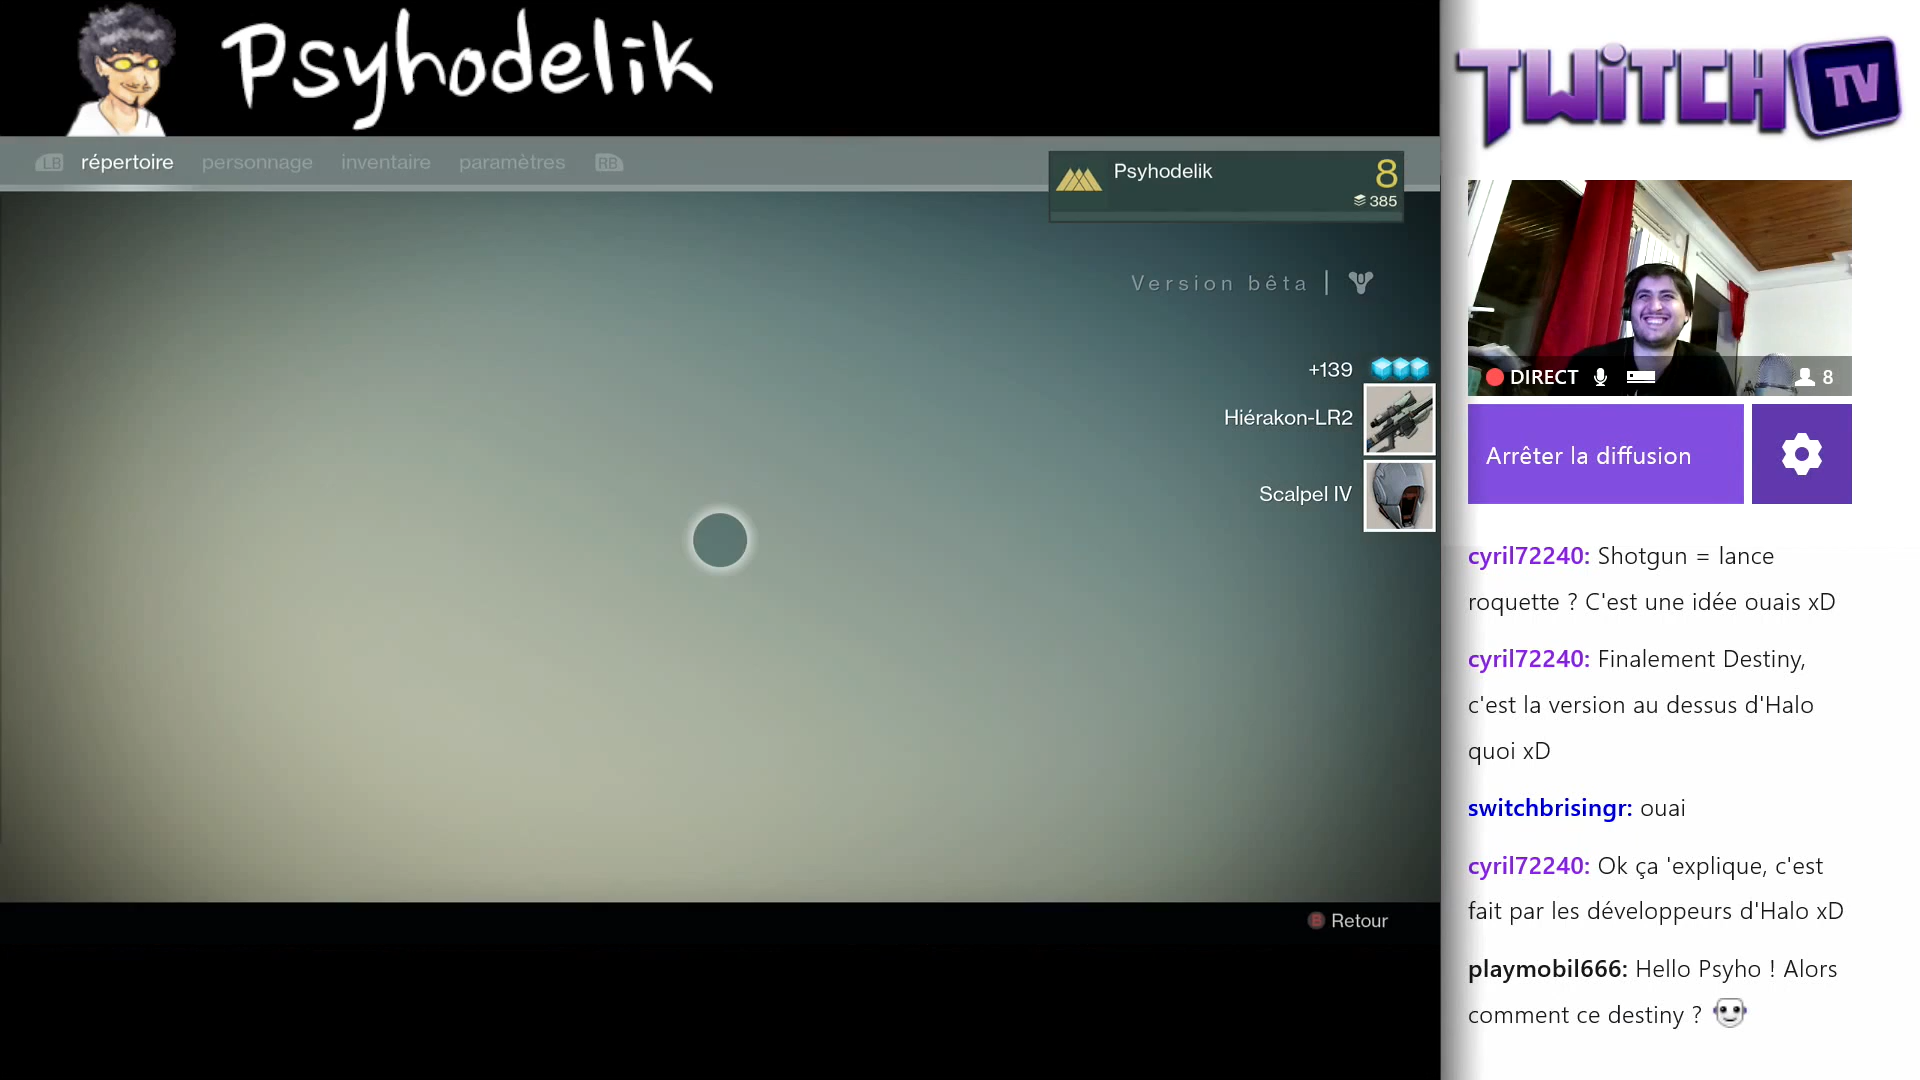 Psyhodelik
TWITCH TV
LB répertoire personnage inventaire paramètres RB
Psyhodelik 8
385
Version bêta |
+139
Hiérakon-LR2
Scalpel IV
B Retour
DIRECT 8
Arrêter la diffusion
cyril72240: Shotgun = lance
roquette ? C'est une idée ouais xD
cyril72240: Finalement Destiny,
c'est la version au dessus d'Halo
quoi xD
switchbrisingr: ouai
cyril72240: Ok ça 'explique, c'est
fait par les développeurs d'Halo xD
playmobil666: Hello Psyho ! Alors
comment ce destiny ?